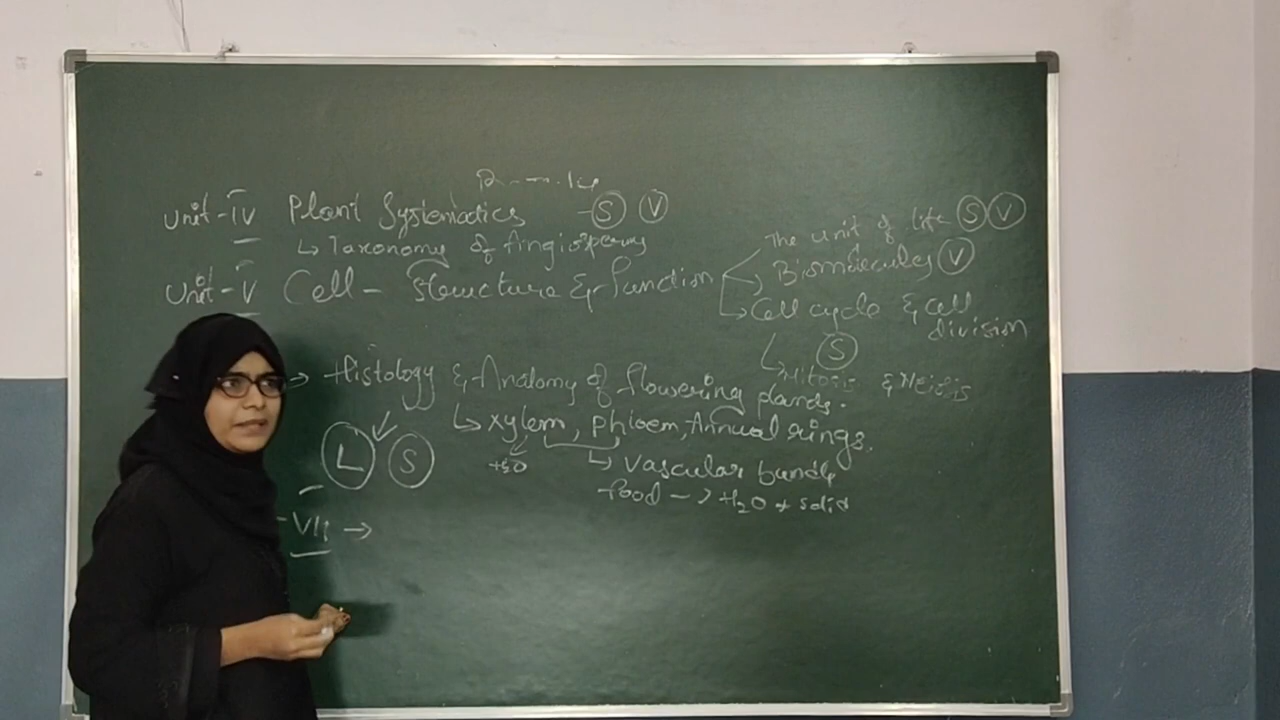 Unit-IV Plant Systematics - S V
↳ Taxonomy of Angiosperms
Unit-V Cell - Structure & function
The unit of life S V
Biomolecules V
Cell cycle & cell
division
S
↳ Mitosis & Meiosis
→ Histology & Anatomy of flowering plants.
↳ xylem, phloem, Annual rings.
L S
H2O
↳ Vascular bundle
food → H2O + solid
- VII →